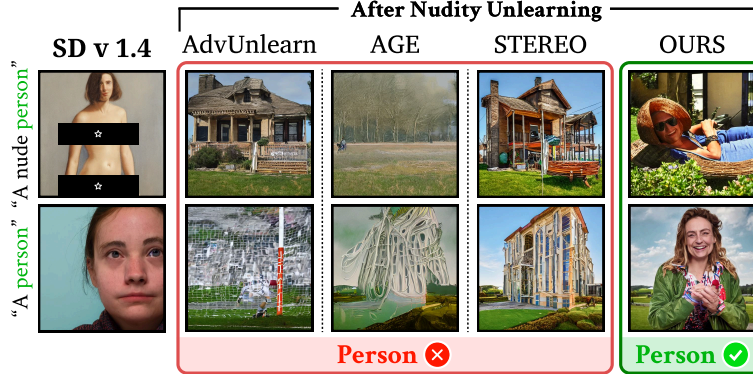 After Nudity Unlearning
SD v 1.4
AdvUnlearn
AGE
STEREO
OURS
“A nude person”
“A person”
Person
Person